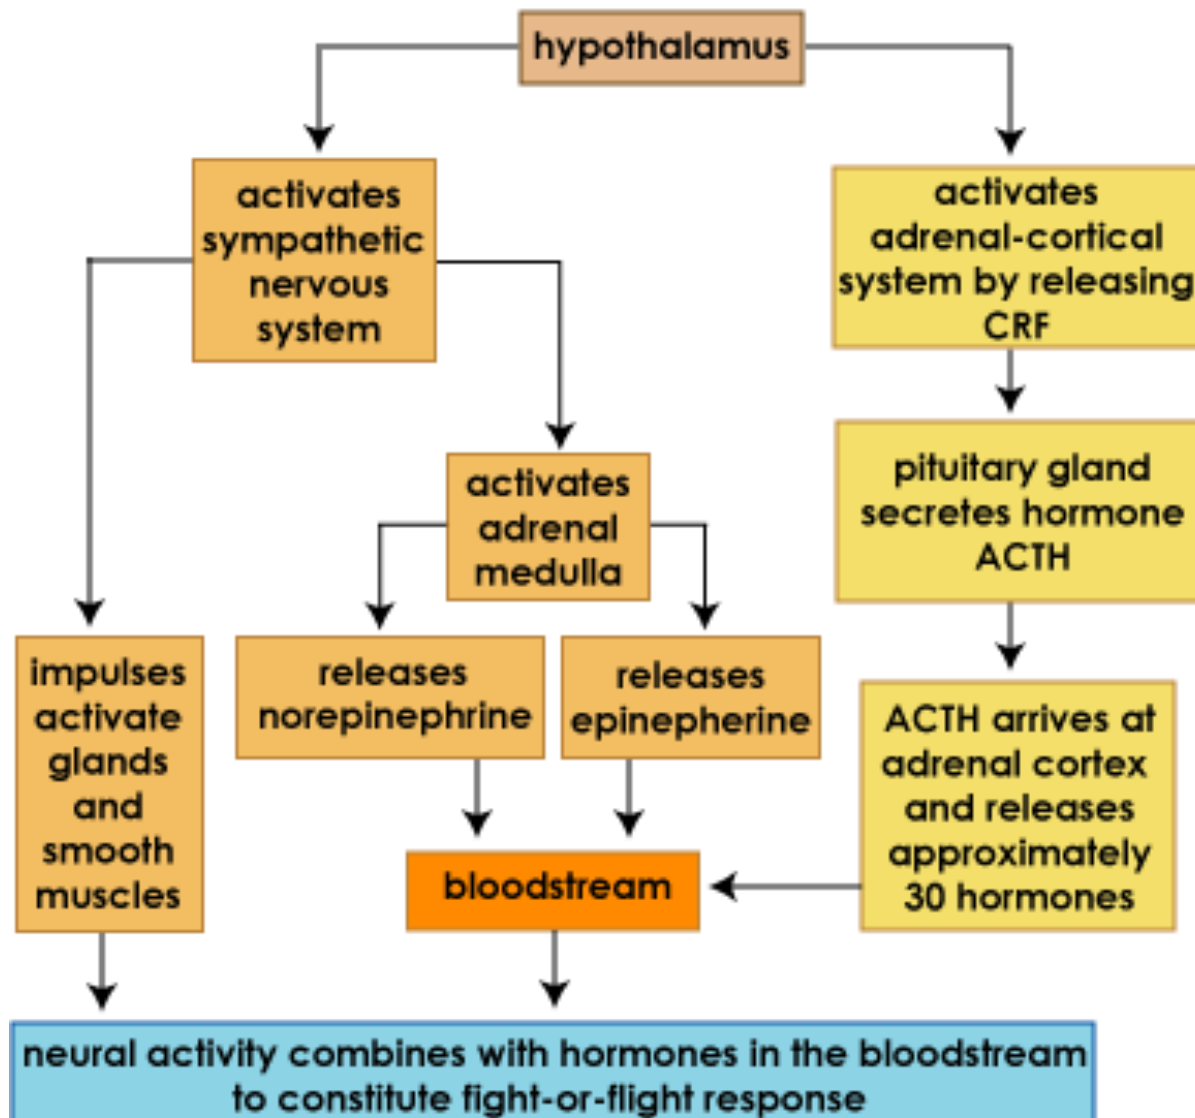 hypothalamus
activates
sympathetic
nervous
system
activates
adrenal-cortical
system by releasing
CRF
activates
adrenal
medulla
pituitary gland
secretes hormone
ACTH
impulses
activate
glands
and
smooth
muscles
releases
norepinephrine
releases
epinepherine
ACTH arrives at
adrenal cortex
and releases
approximately
30 hormones
bloodstream
neural activity combines with hormones in the bloodstream
to constitute fight-or-flight response